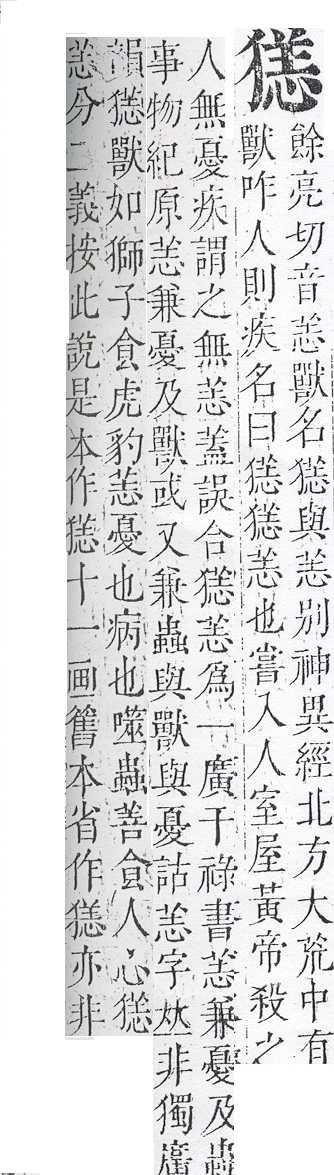 㺊
餘亮切音恙獸名㺊與恙别神異經北方大荒中有
獸咋人則疾名曰㺊㺊恙也嘗入人室屋黃帝殺之
人無憂疾謂之無恙蓋誤合㺊恙爲一廣干祿書恙兼憂及蟲
事物紀原恙兼憂及獸或又兼蟲與獸與憂詁恙字𠀤非獨廣
韻㺊獸如獅子食虎豹恙憂也病也噬蟲善食人心㺊
恙分二義按此說是本作㺊十一画舊本省作㺊亦非